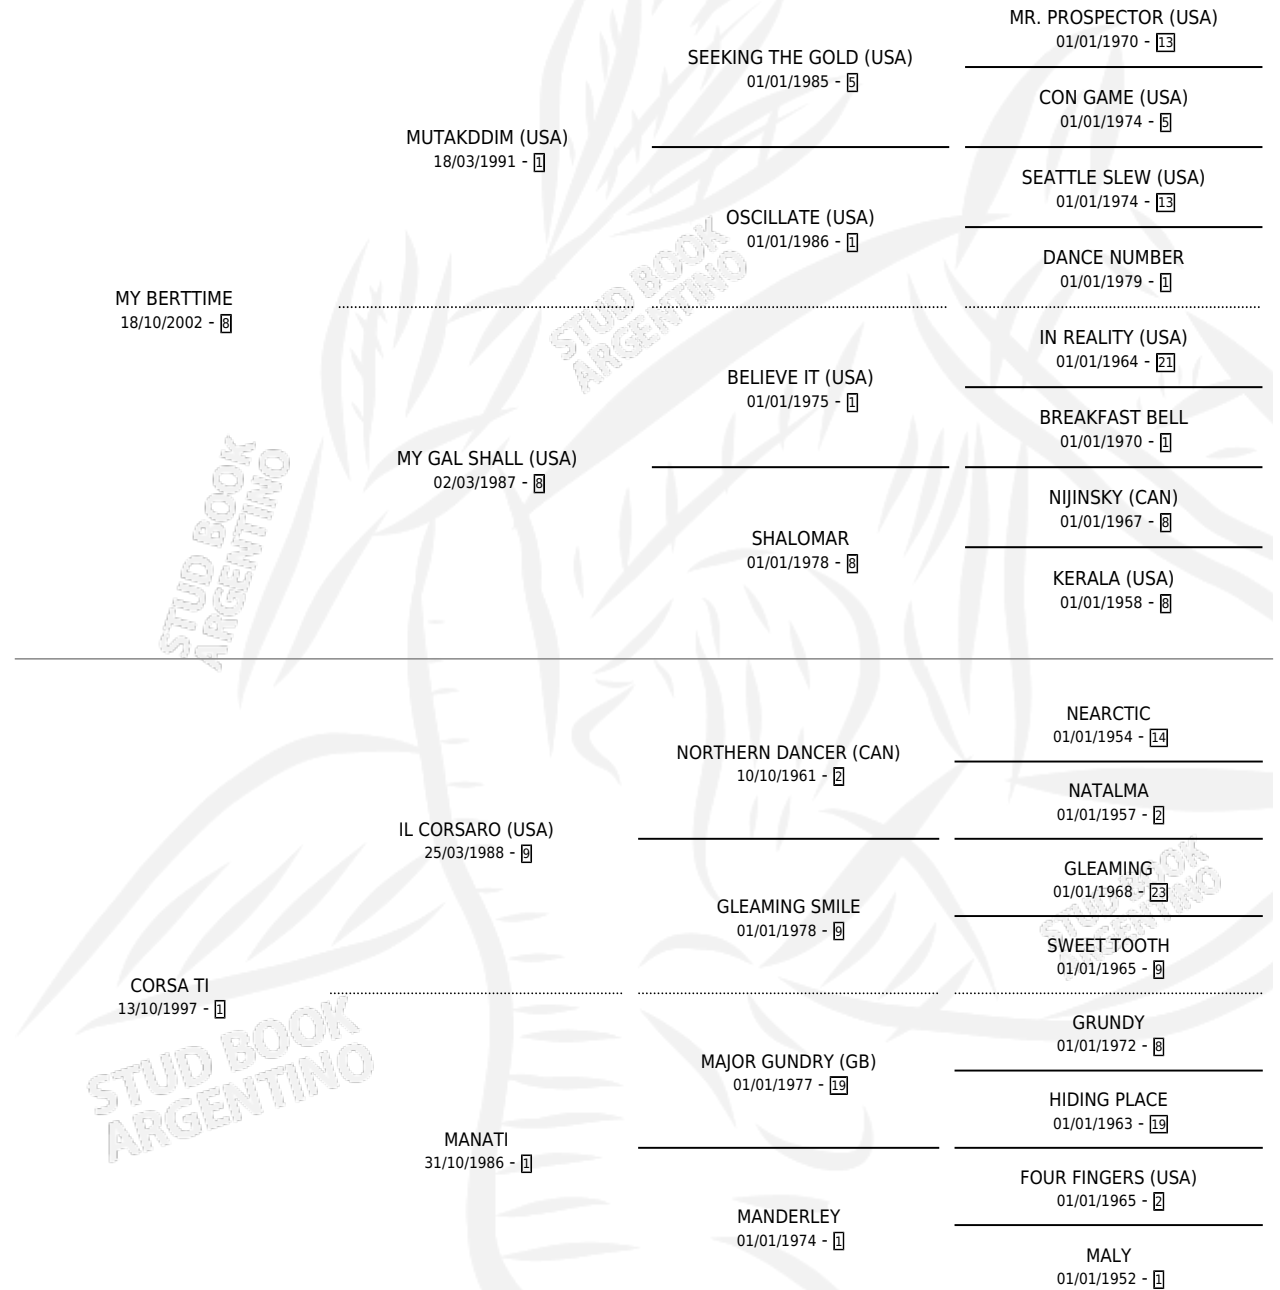 MR. PROSPECTOR (USA)
01/01/1970 - 13
SEEKING THE GOLD (USA)
01/01/1985 - 5
CON GAME (USA)
01/01/1974 - 5
MUTAKDDIM (USA)
18/03/1991 - 1
SEATTLE SLEW (USA)
01/01/1974 - 13
OSCILLATE (USA)
01/01/1986 - 1
DANCE NUMBER
01/01/1979 - 1
MY BERTTIME
18/10/2002 - 8
IN REALITY (USA)
01/01/1964 - 21
BELIEVE IT (USA)
01/01/1975 - 1
BREAKFAST BELL
01/01/1970 - 1
MY GAL SHALL (USA)
02/03/1987 - 8
NIJINSKY (CAN)
01/01/1967 - 8
SHALOMAR
01/01/1978 - 8
KERALA (USA)
01/01/1958 - 8
NEARCTIC
01/01/1954 - 14
NORTHERN DANCER (CAN)
10/10/1961 - 2
NATALMA
01/01/1957 - 2
IL CORSARO (USA)
25/03/1988 - 9
GLEAMING
01/01/1968 - 23
GLEAMING SMILE
01/01/1978 - 9
SWEET TOOTH
01/01/1965 - 9
CORSA TI
13/10/1997 - 1
GRUNDY
01/01/1972 - 8
MAJOR GUNDRY (GB)
01/01/1977 - 19
HIDING PLACE
01/01/1963 - 19
MANATI
31/10/1986 - 1
FOUR FINGERS (USA)
01/01/1965 - 2
MANDERLEY
01/01/1974 - 1
MALY
01/01/1952 - 1
STUD BOOK
ARGENTINO
STUD BOOK
ARGENTINO
STUD BOOK
ARGENTINO
STUD BOOK
ARGENTINO